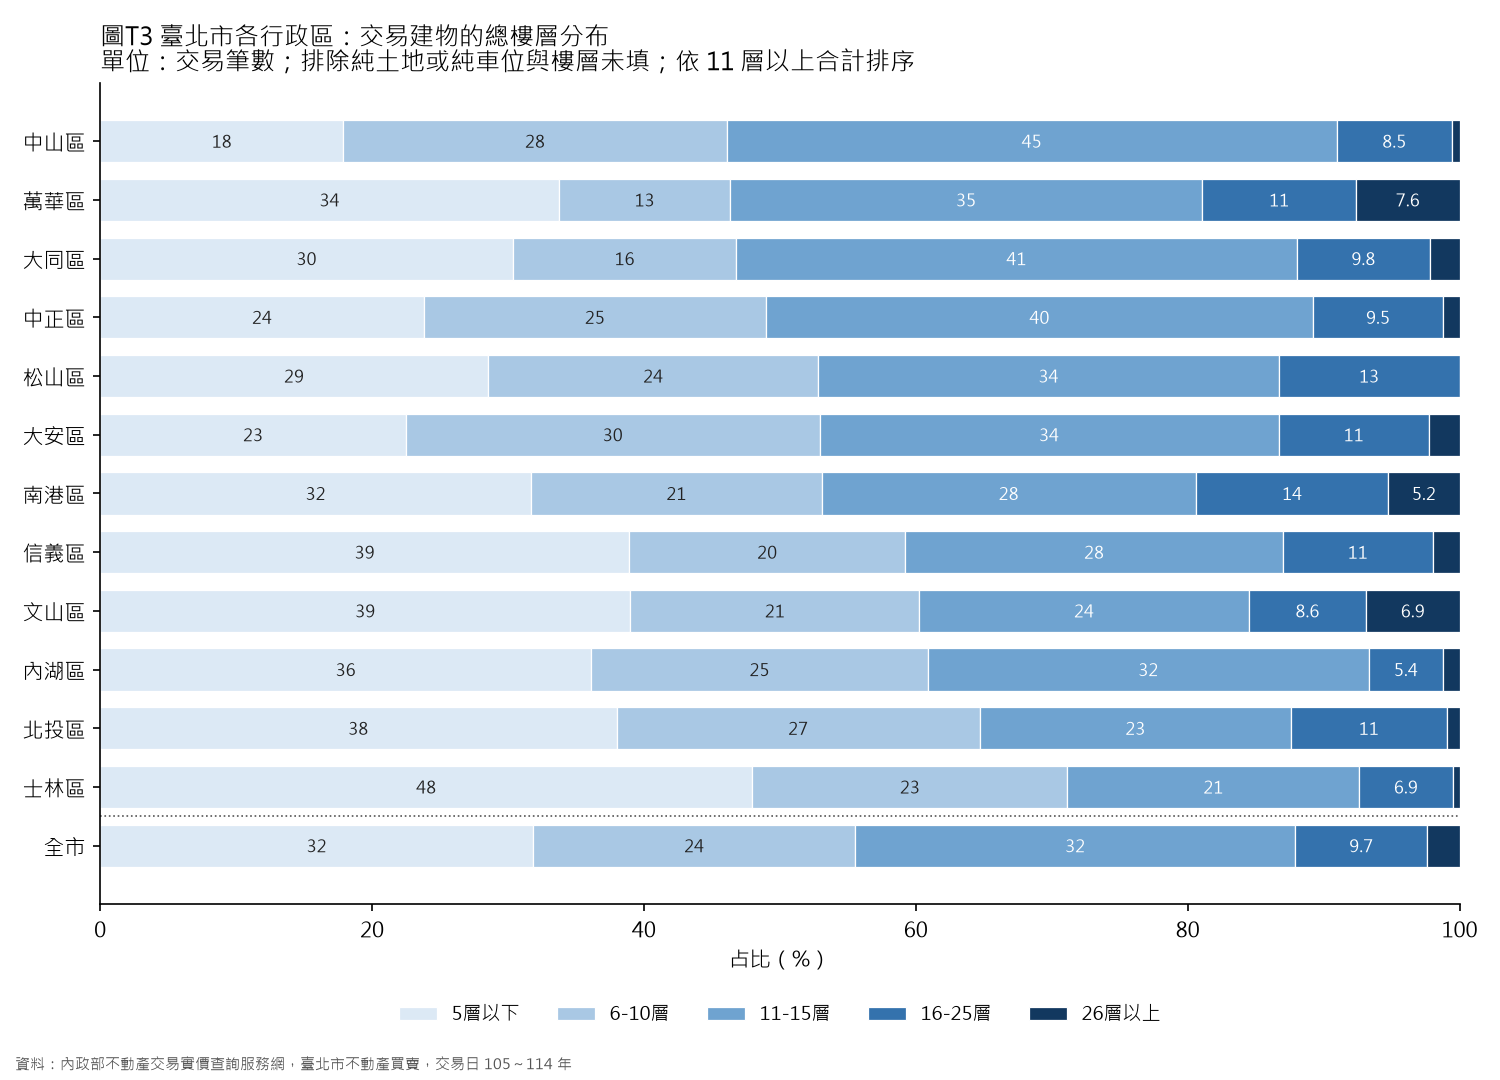 圖T3 臺北市各行政區：交易建物的總樓層分布
單位：交易筆數；排除純土地或純車位與樓層未填；依 11 層以上合計排序
中山區 18 28 45 8.5
萬華區 34 13 35 11 7.6
大同區 30 16 41 9.8
中正區 24 25 40 9.5
松山區 29 24 34 13
大安區 23 30 34 11
南港區 32 21 28 14 5.2
信義區 39 20 28 11
文山區 39 21 24 8.6 6.9
內湖區 36 25 32 5.4
北投區 38 27 23 11
士林區 48 23 21 6.9
全市 32 24 32 9.7
0 20 40 60 80 100
占比（%）
5層以下 6-10層 11-15層 16-25層 26層以上
資料：內政部不動產交易實價查詢服務網，臺北市不動產買賣，交易日 105～114 年